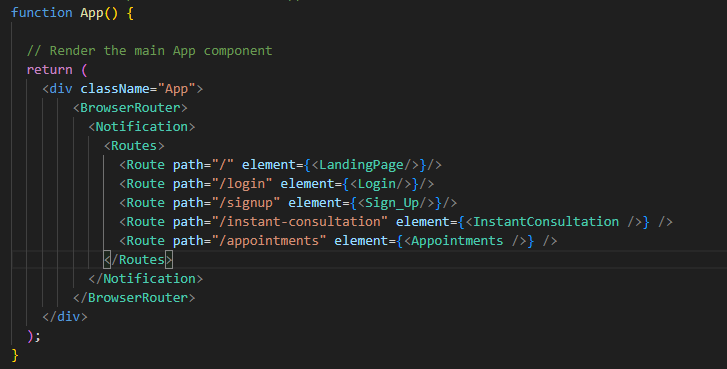 function App() {
// Render the main App component
return (
<div className="App">
<BrowserRouter>
<Notification>
<Routes>
<Route path="/" element={<LandingPage/>}/>
<Route path="/login" element={<Login/>}/>
<Route path="/signup" element={<Sign_Up/>}/>
<Route path="/instant-consultation" element={<InstantConsultation />} />
<Route path="/appointments" element={<Appointments />} />
</Routes>
</Notification>
</BrowserRouter>
</div>
);
}